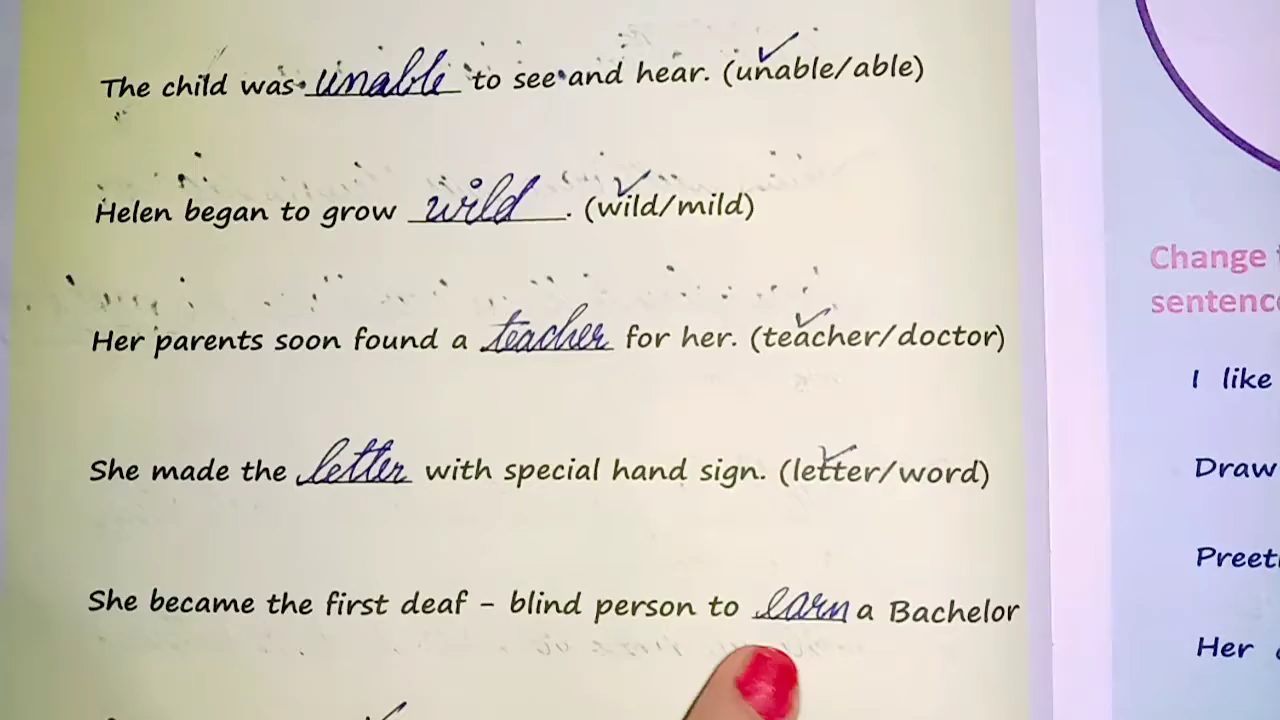 The child was unable to see and hear. (unable/able)
Helen began to grow wild. (wild/mild)
Her parents soon found a teacher for her. (teacher/doctor)
She made the letter with special hand sign. (letter/word)
She became the first deaf - blind person to earn a Bachelor
Change
sentenc
I like
Draw
Preet
Her